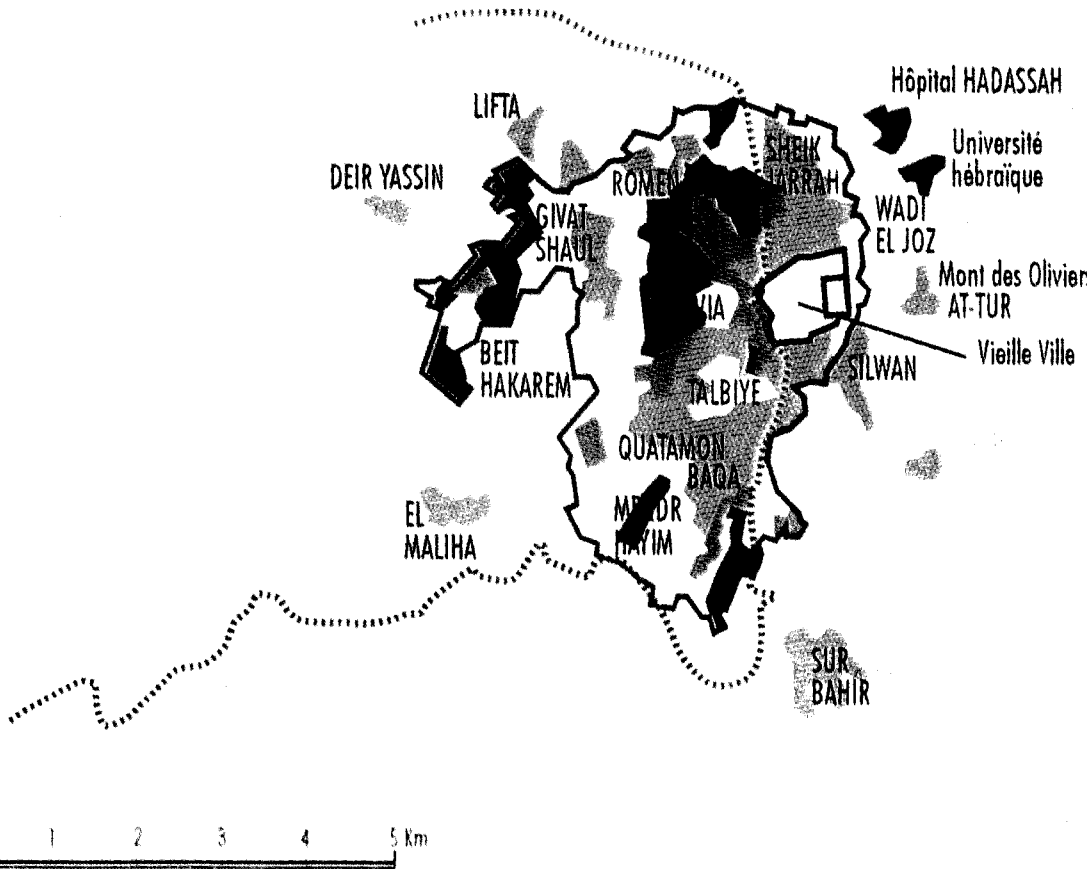 Hôpital HADASSAH
LIFTA
Université
hébraïque
SHEIK
JARRAH
DEIR YASSIN
WADI
EL JOZ
GIVAT
SHAUL
Mont des Oliviers
AT-TUR
Vieille Ville
BEIT
HAKAREM
SILWAN
TALBIYE
QUATAMON
BAQA
EL
MALIHA
SUR
BAHIR
1 2 3 4 5 Km